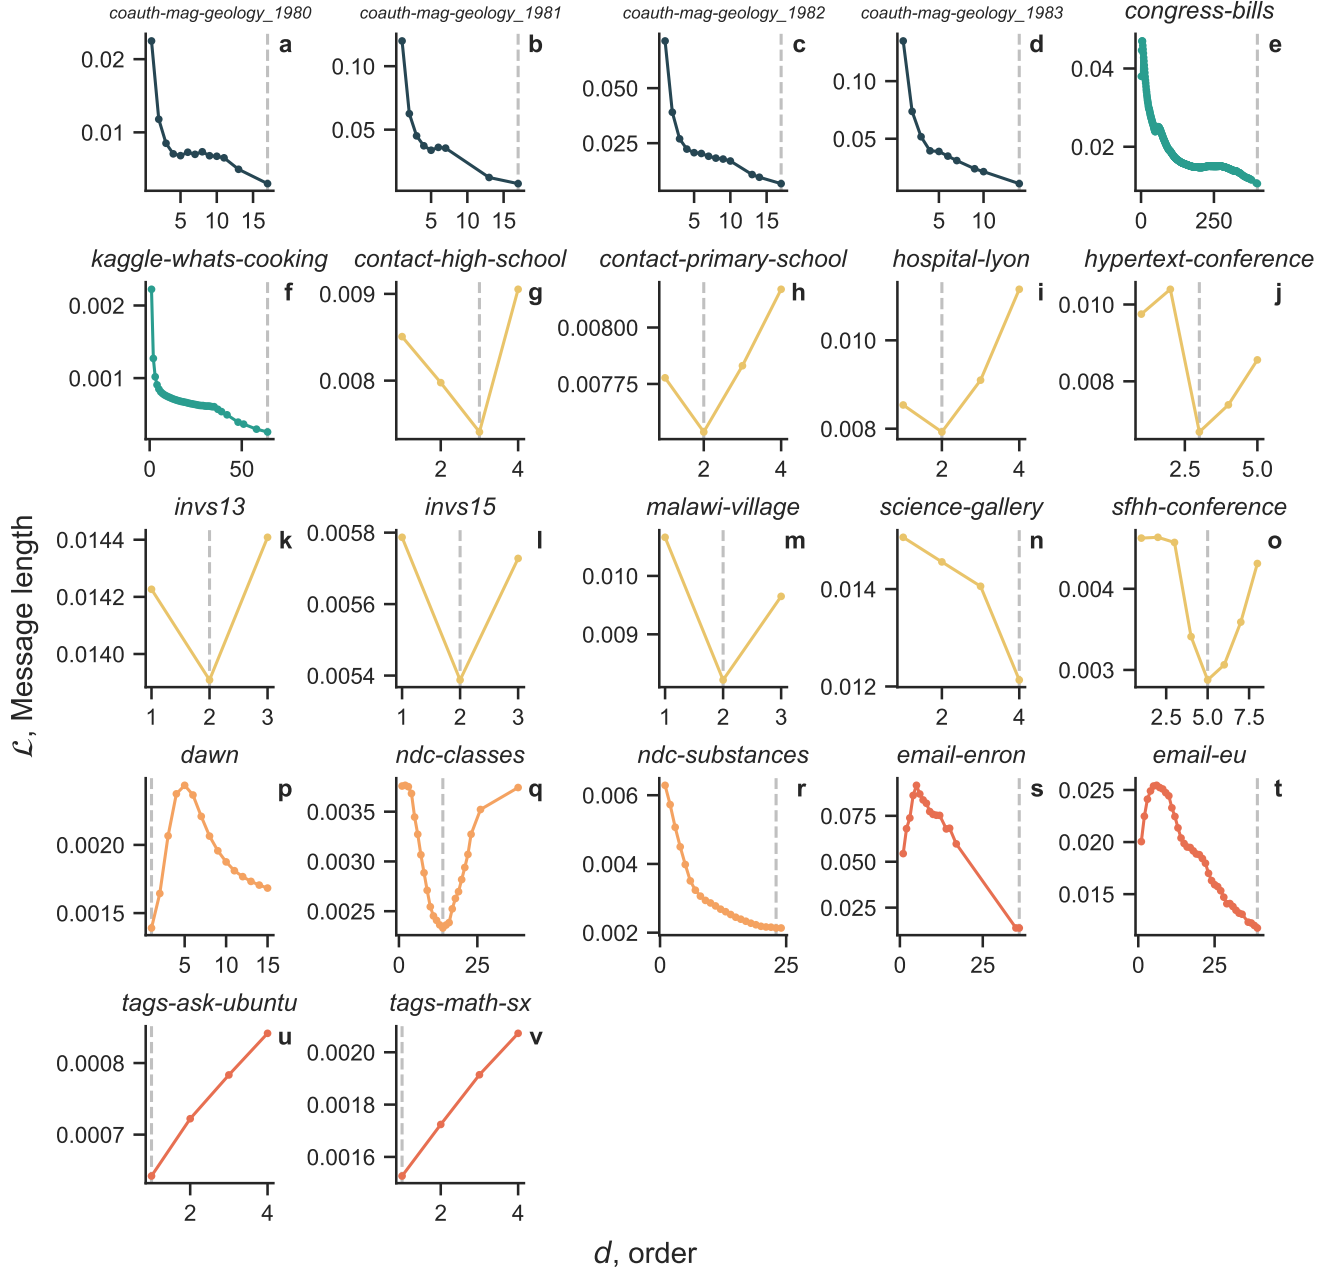 coauth-mag-geology_1980 coauth-mag-geology_1981 coauth-mag-geology_1982 coauth-mag-geology_1983 congress-bills
a b c d e
0.02 0.10 0.050 0.10 0.04
0.01 0.05 0.025 0.05 0.02
5 10 15 5 10 15 5 10 15 5 10 0 250
kaggle-whats-cooking contact-high-school contact-primary-school hospital-lyon hypertext-conference
f g h i j
0.002 0.009 0.00800 0.010 0.010
0.001 0.008 0.00775 0.008 0.008
0 50 2 4 2 4 2 4 2.5 5.0
invs13 invs15 malawi-village science-gallery sfhh-conference
k l m n o
0.0144 0.0058 0.010 0.014 0.004
0.0142 0.0056 0.009 0.012 0.003
0.0140 0.0054
1 2 3 1 2 3 1 2 3 2 4 2.5 5.0 7.5
ℒ, Message length
dawn ndc-classes ndc-substances email-enron email-eu
p q r s t
0.0020 0.0035 0.006 0.075 0.025
0.0015 0.0030 0.004 0.050 0.020
0.0025 0.002 0.025 0.015
5 10 15 0 25 0 25 0 25 25
tags-ask-ubuntu tags-math-sx
u v
0.0008 0.0020
0.0007 0.0018
0.0016
2 4 2 4
d, order